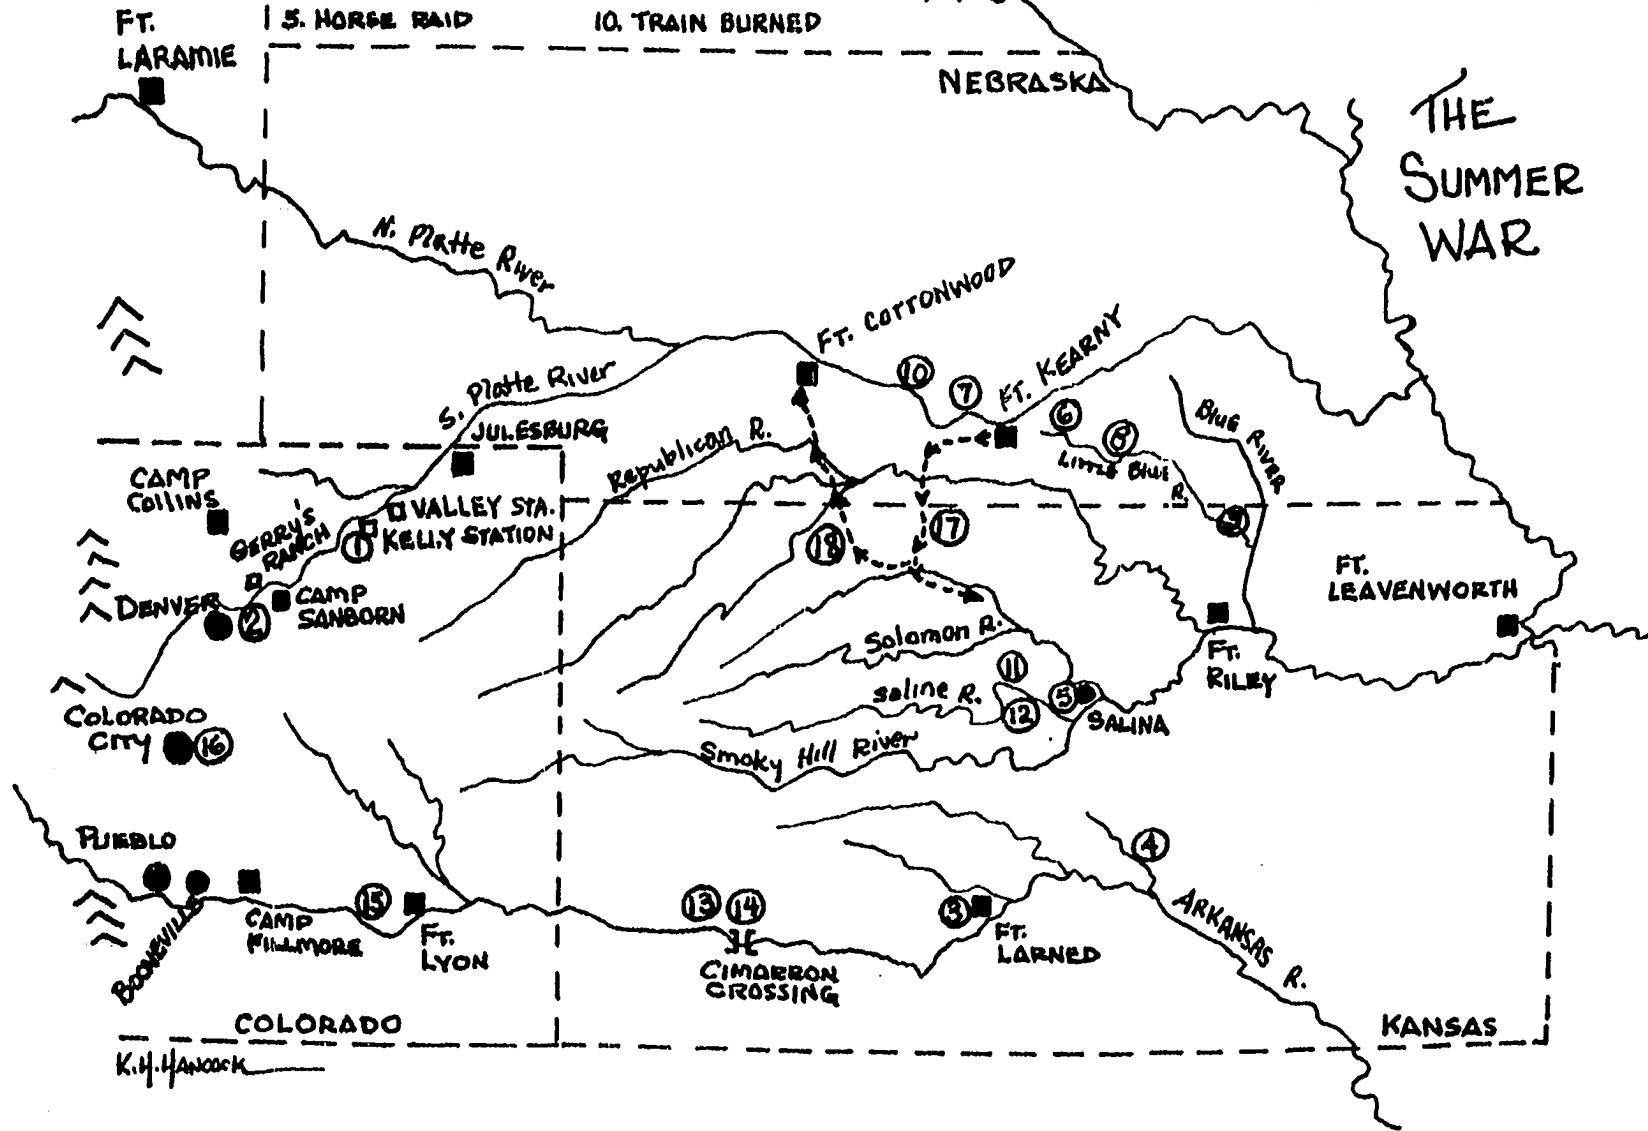 5. HORSE RAID
10. TRAIN BURNED
FT.
LARAMIE
NEBRASKA
THE
SUMMER
WAR
N. Platte River
FT. COTTONWOOD
S. Platte River
JULESBURG
10
7
FT. KEARNY
6
8
LITTLE BLUE
R.
BLUE RIVER
Republican R.
CAMP
COLLINS
GERRY'S
RANCH
VALLEY STA.
1
KELLY STATION
17
18
9
DENVER
2
CAMP
SANBORN
FT.
LEAVENWORTH
Solomon R.
FT.
RILEY
11
saline R.
12
5
SALINA
COLORADO
CITY
16
Smoky Hill River
PUEBLO
4
BOONEVILLE
CAMP
FILLMORE
15
FT.
LYON
13
14
CIMARRON
CROSSING
3
FT.
LARNED
ARKANSAS R.
COLORADO
KANSAS
K.H. HANCOCK